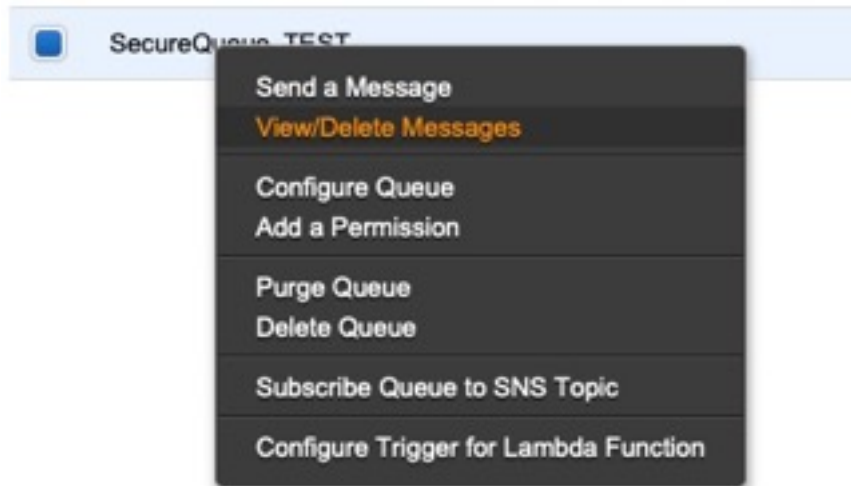 SecureQueue_TEST
Send a Message
View/Delete Messages
Configure Queue
Add a Permission
Purge Queue
Delete Queue
Subscribe Queue to SNS Topic
Configure Trigger for Lambda Function